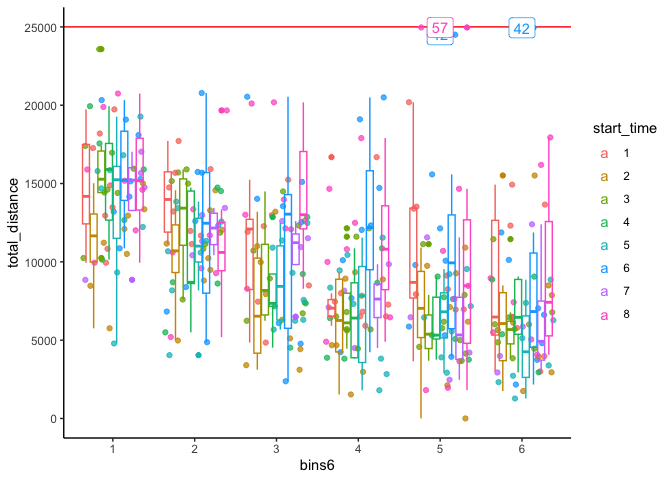 25000
20000
15000
10000
5000
0
total_distance
57
42
1
2
3
4
5
6
bins6
start_time
a 1
a 2
a 3
a 4
a 5
a 6
a 7
a 8